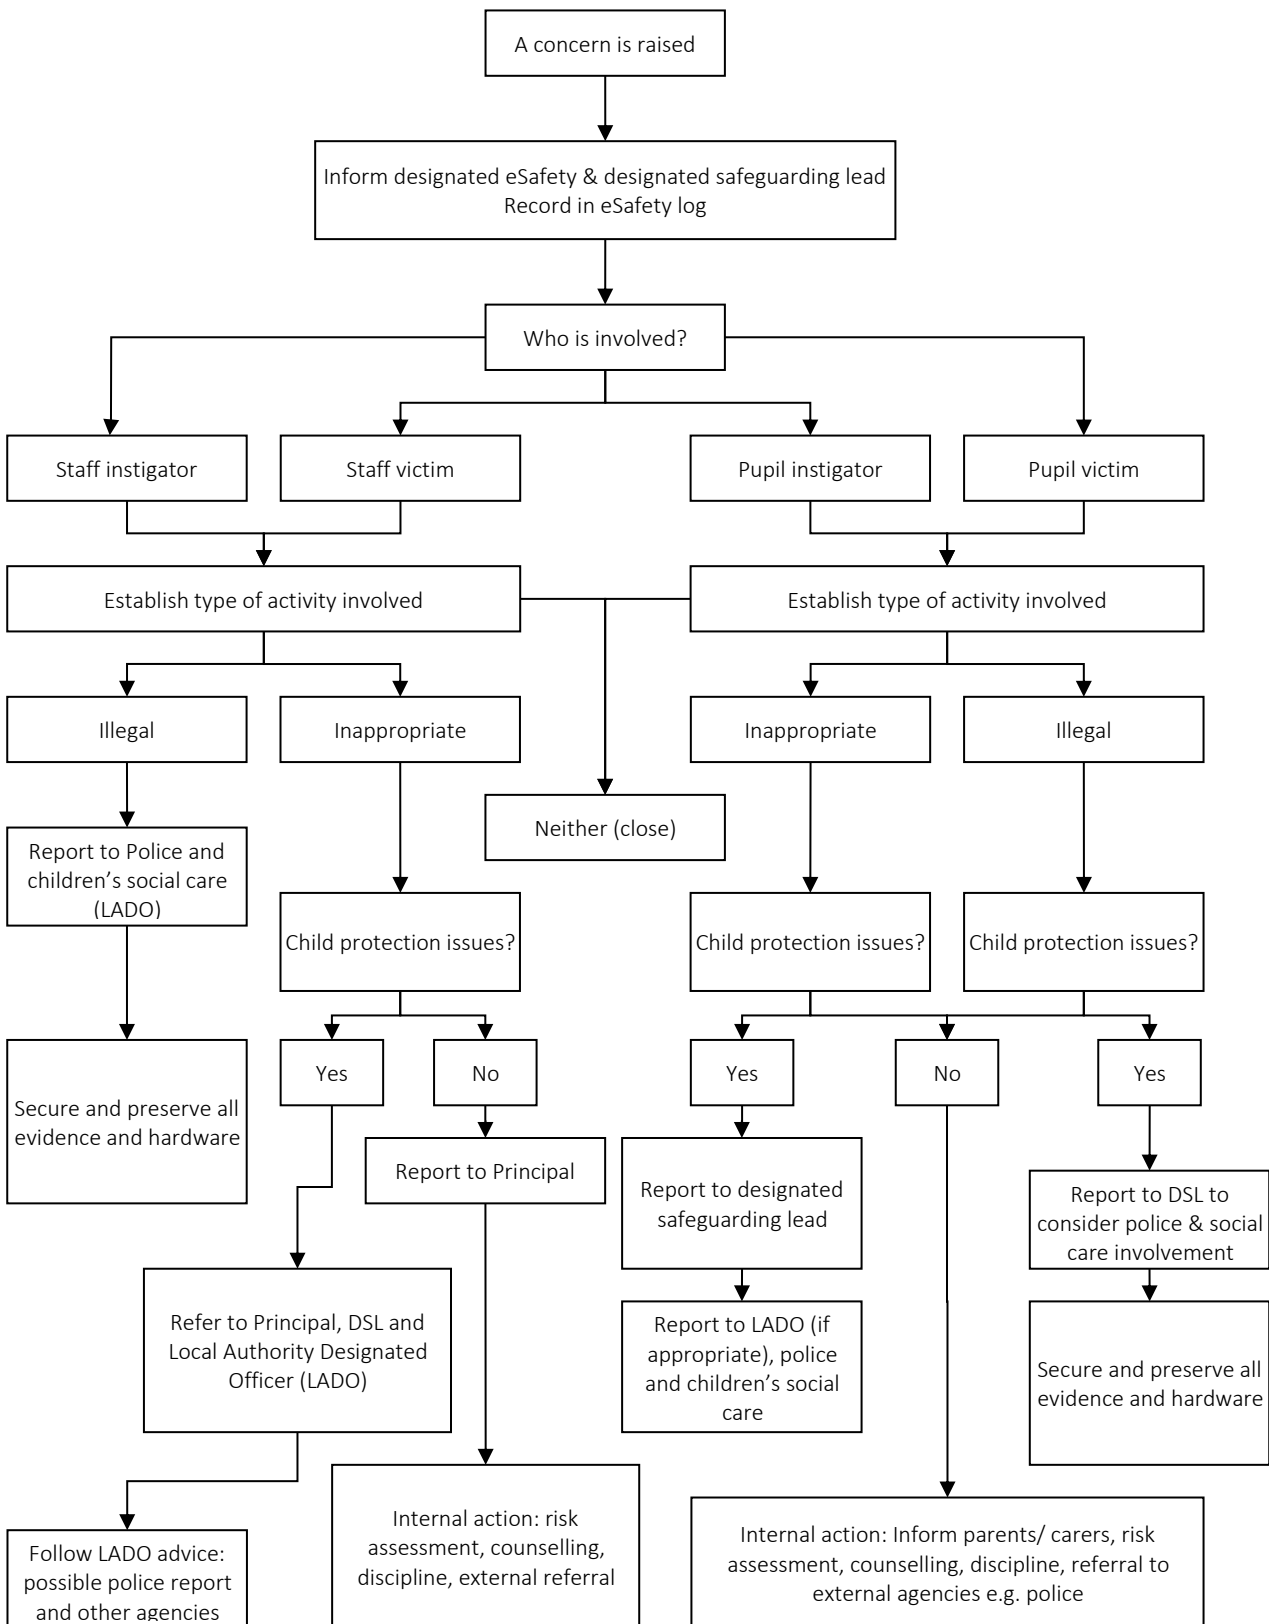 A concern is raised
Inform designated eSafety & designated safeguarding lead
Record in eSafety log
Who is involved?
Staff instigator
Staff victim
Pupil instigator
Pupil victim
Establish type of activity involved
Establish type of activity involved
Illegal
Inappropriate
Inappropriate
Illegal
Neither (close)
Report to Police and
children’s social care
(LADO)
Child protection issues?
Child protection issues?
Child protection issues?
Yes
No
Yes
No
Yes
Secure and preserve all
evidence and hardware
Report to Principal
Report to designated
safeguarding lead
Report to DSL to
consider police & social
care involvement
Refer to Principal, DSL and
Local Authority Designated
Officer (LADO)
Report to LADO (if
appropriate), police
and children’s social
care
Secure and preserve all
evidence and hardware
Internal action: risk
assessment, counselling,
discipline, external referral
Internal action: Inform parents/ carers, risk
assessment, counselling, discipline, referral to
external agencies e.g. police
Follow LADO advice:
possible police report
and other agencies